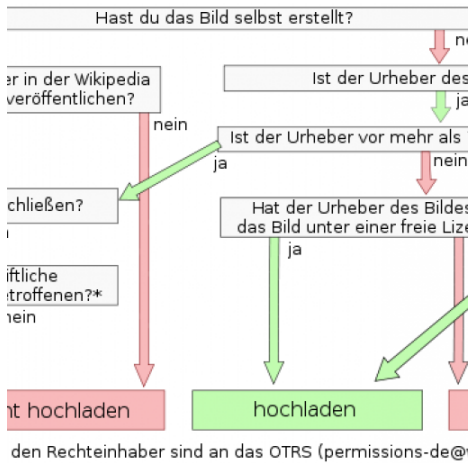 Hast du das Bild selbst erstellt?
ne
er in der Wikipedia
veröffentlichen?
Ist der Urheber des
ja
nein
Ist der Urheber vor mehr als
ja
nein
chließen?
Hat der Urheber des Bildes
das Bild unter einer freie Lize
ja
iftliche
etroffenen?*
nein
nt hochladen
hochladen
den Rechteinhaber sind an das OTRS (permissions-de@